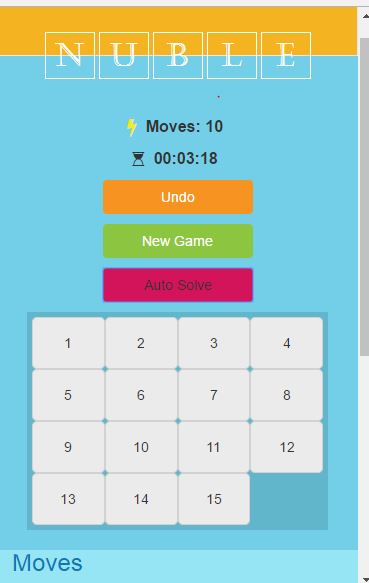 NUBLE
Moves: 10
00:03:18
Undo
New Game
Auto Solve
1 2 3 4
5 6 7 8
9 10 11 12
13 14 15
Moves